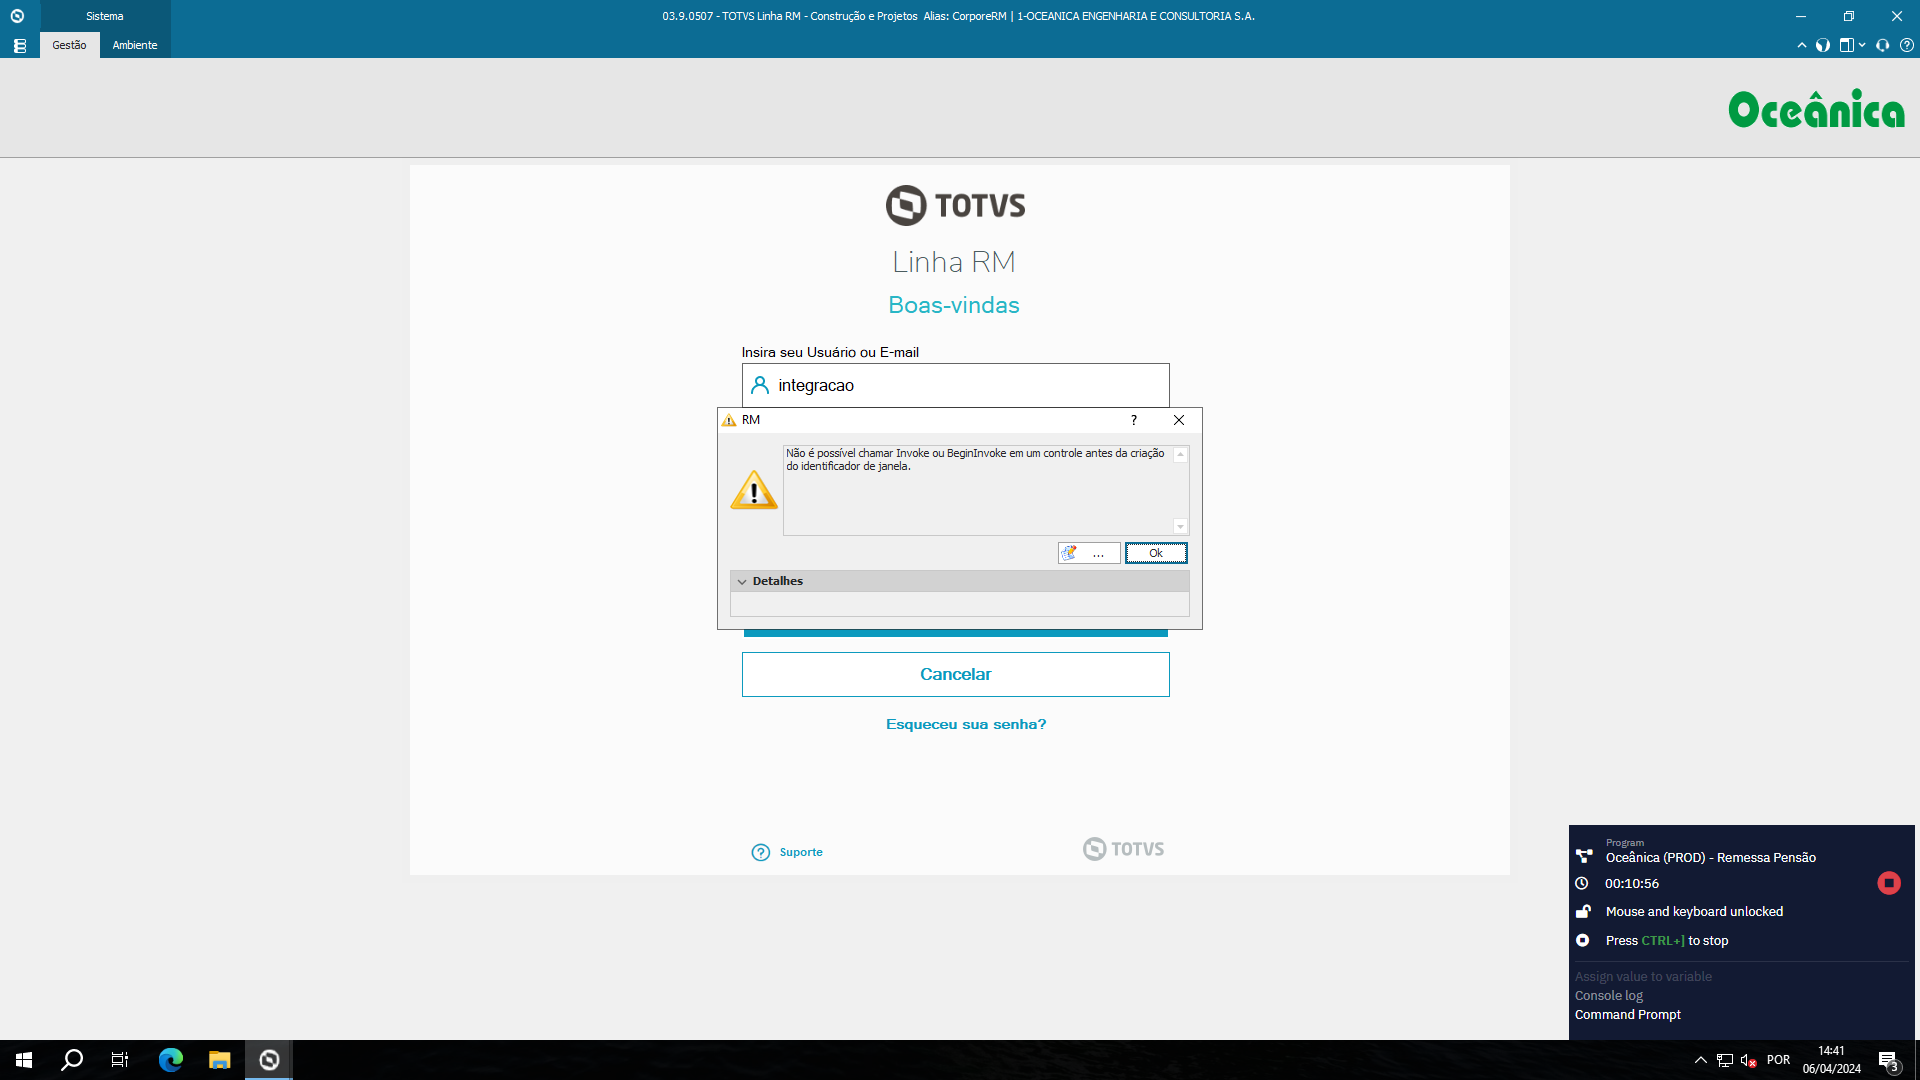 Sistema
03.9.0507 - TOTVS Linha RM - Construção e Projetos  Alias: CorporeRM | 1-OCEANICA ENGENHARIA E CONSULTORIA S.A.
Gestão
Ambiente
Oceânica
TOTVS
Linha RM
Boas-vindas
Insira seu Usuário ou E-mail
integracao
RM
?
Não é possível chamar Invoke ou BeginInvoke em um controle antes da criação
do identificador de janela.
...
Ok
Detalhes
Cancelar
Esqueceu sua senha?
Suporte
TOTVS
Program
Oceânica (PROD) - Remessa Pensão
00:10:56
Mouse and keyboard unlocked
Press CTRL+] to stop
Assign value to variable
Console log
Command Prompt
POR
14:41
06/04/2024
3